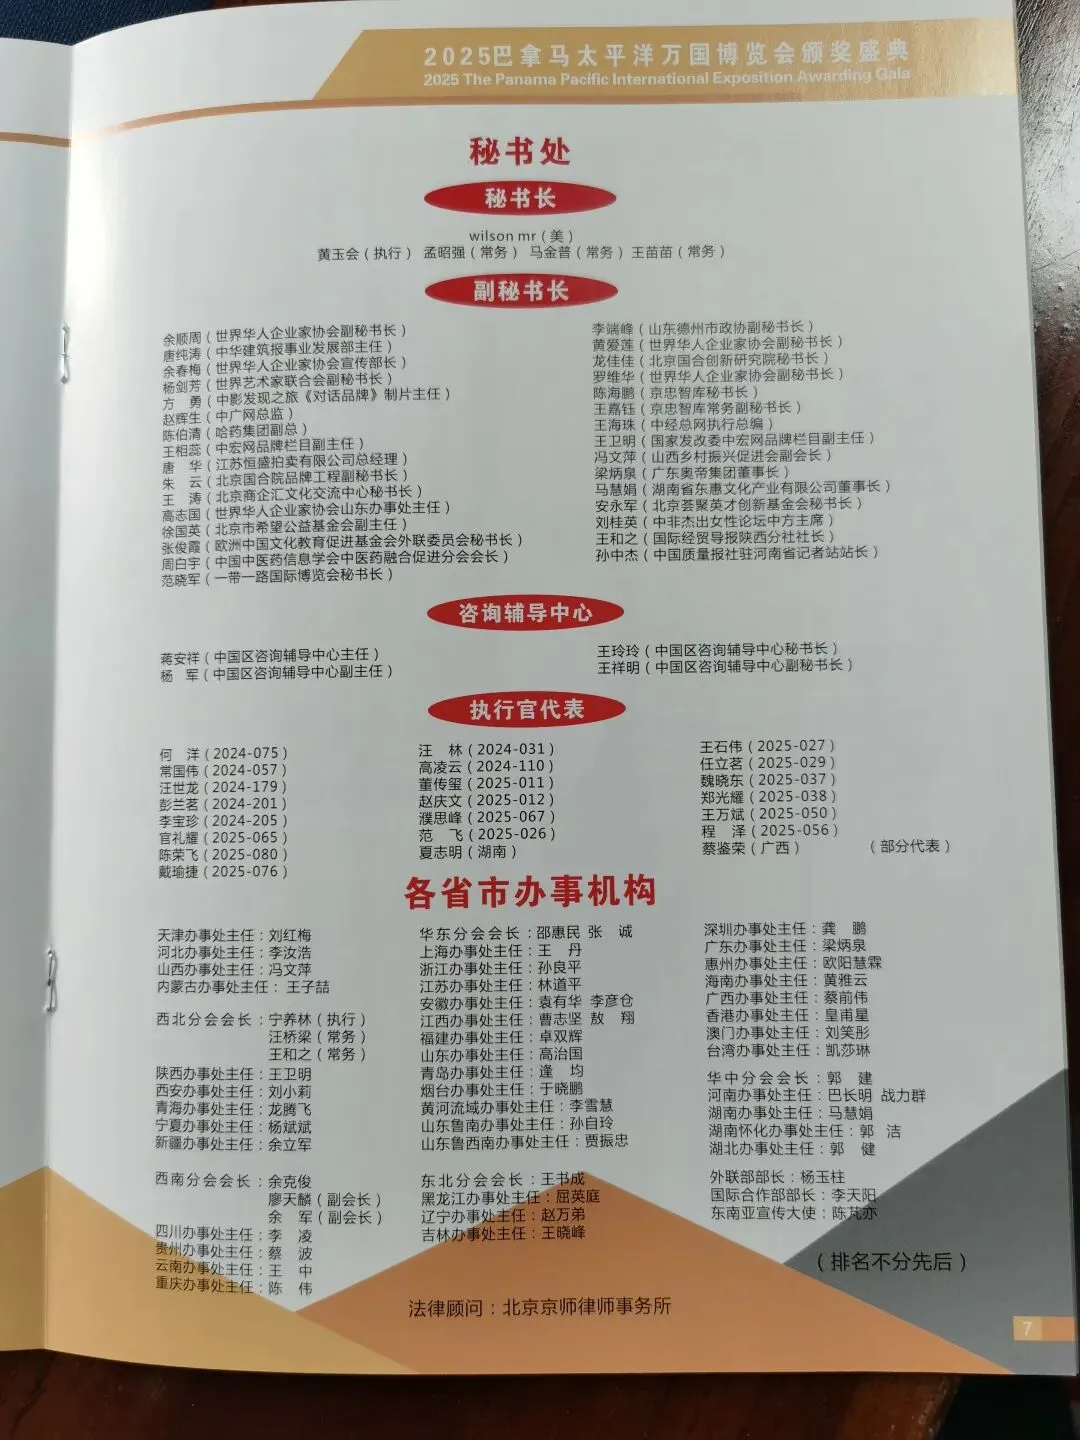 2025巴拿马太平洋万国博览会颁奖盛典
2025 The Panama Pacific International Exposition Awarding Gala
秘书处
秘书长
wilson mr（美）
黄玉会（执行） 孟昭强（常务） 马金普（常务） 王苗苗（常务）
副秘书长
余顺周（世界华人企业家协会副秘书长）
唐纯涛（中华建筑报事业发展部主任）
余春梅（世界华人企业家协会宣传部长）
杨剑芳（世界艺术家联合会副秘书长）
方　勇（中影发现之旅《对话品牌》制片主任）
赵辉生（中广网总监）
陈伯清（哈药集团副总）
王相蕊（中宏网品牌栏目副主任）
唐　华（江苏恒盛拍卖有限公司总经理）
朱　云（北京国合院品牌工程副秘书长）
王　涛（北京商企汇文化交流中心秘书长）
高志国（世界华人企业家协会山东办事处主任）
徐国英（北京市希望公益基金会副主任）
张俊霞（欧洲中国文化教育促进基金会外联委员会秘书长）
周白宇（中国中医药信息学会中医药融合促进分会会长）
范晓军（一带一路国际博览会秘书长）
李端峰（山东德州市政协副秘书长）
黄爱莲（世界华人企业家协会副秘书长）
龙佳佳（北京国合创新研究院秘书长）
罗维华（世界华人企业家协会副秘书长）
陈海鹏（京忠智库秘书长）
王嘉钰（京忠智库常务副秘书长）
王海珠（中经总网执行总编）
王卫明（国家发改委中宏网品牌栏目副主任）
冯文萍（山西乡村振兴促进会副会长）
梁炳泉（广东奥帝集团董事长）
马慧娟（湖南省东惠文化产业有限公司董事长）
安永军（北京荟聚英才创新基金会秘书长）
刘桂英（中非杰出女性论坛中方主席）
王和之（国际经贸导报陕西分社社长）
孙中杰（中国质量报社驻河南省记者站站长）
咨询辅导中心
蒋安祥（中国区咨询辅导中心主任）
杨　军（中国区咨询辅导中心副主任）
王玲玲（中国区咨询辅导中心秘书长）
王祥明（中国区咨询辅导中心副秘书长）
执行官代表
何　洋（2024-075）
常国伟（2024-057）
汪世龙（2024-179）
彭兰茗（2024-201）
李宝珍（2024-205）
官礼耀（2025-065）
陈荣飞（2025-080）
戴瑜捷（2025-076）
汪　林（2024-031）
高凌云（2024-110）
董传玺（2025-011）
赵庆文（2025-012）
濮思峰（2025-067）
范　飞（2025-026）
夏志明（湖南）
王石伟（2025-027）
任立茗（2025-029）
魏晓东（2025-037）
郑光耀（2025-038）
王万斌（2025-050）
程　泽（2025-056）
蔡鉴荣（广西）　（部分代表）
各省市办事机构
天津办事处主任：刘红梅
河北办事处主任：李汝浩
山西办事处主任：冯文萍
内蒙古办事处主任：王子喆
西北分会会长：宁养林（执行）
汪桥梁（常务）
王和之（常务）
陕西办事处主任：王卫明
西安办事处主任：刘小莉
青海办事处主任：龙腾飞
宁夏办事处主任：杨斌斌
新疆办事处主任：余立军
西南分会会长：余克俊
廖天麟（副会长）
余　军（副会长）
四川办事处主任：李　凌
贵州办事处主任：蔡　波
云南办事处主任：王　中
重庆办事处主任：陈　伟
华东分会会长：邵惠民 张　诚
上海办事处主任：王　丹
浙江办事处主任：孙良平
江苏办事处主任：林道平
安徽办事处主任：袁有华 李彦仓
江西办事处主任：曹志坚 敖　翔
福建办事处主任：卓双辉
山东办事处主任：高治国
青岛办事处主任：逄　均
烟台办事处主任：于晓鹏
黄河流域办事处主任：李雪慧
山东鲁南办事处主任：孙自玲
山东鲁西南办事处主任：贾振忠
东北分会会长：王书成
黑龙江办事处主任：屈英庭
辽宁办事处主任：赵万弟
吉林办事处主任：王晓峰
深圳办事处主任：龚　鹏
广东办事处主任：梁炳泉
惠州办事处主任：欧阳慧霖
海南办事处主任：黄雅云
广西办事处主任：蔡前伟
香港办事处主任：皇甫星
澳门办事处主任：刘笑彤
台湾办事处主任：凯莎琳
华中分会会长：郭　建
河南办事处主任：巴长明 战力群
湖南办事处主任：马慧娟
湖南怀化办事处主任：郭　洁
湖北办事处主任：郭　健
外联部部长：杨玉柱
国际合作部部长：李天阳
东南亚宣传大使：陈芃亦
（排名不分先后）
法律顾问：北京京师律师事务所
7